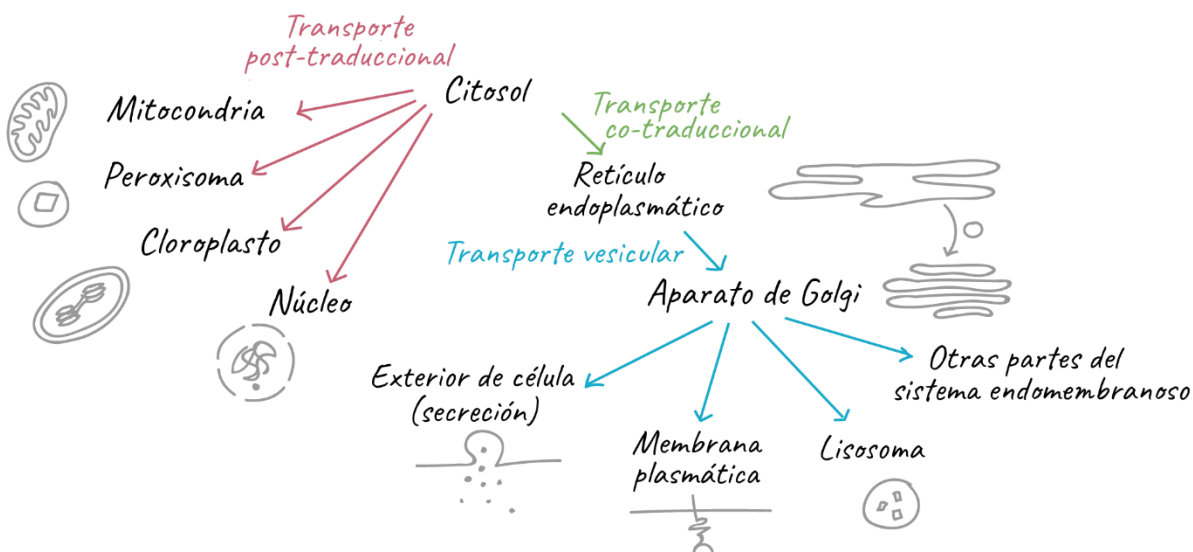 Transporte
post-traduccional
Citosol
Mitocondria
Transporte
co-traduccional
Peroxisoma
Retículo
endoplasmático
Cloroplasto
Transporte vesicular
Núcleo
Aparato de Golgi
Exterior de célula
(secreción)
Otras partes del
sistema endomembranoso
Membrana
plasmática
Lisosoma